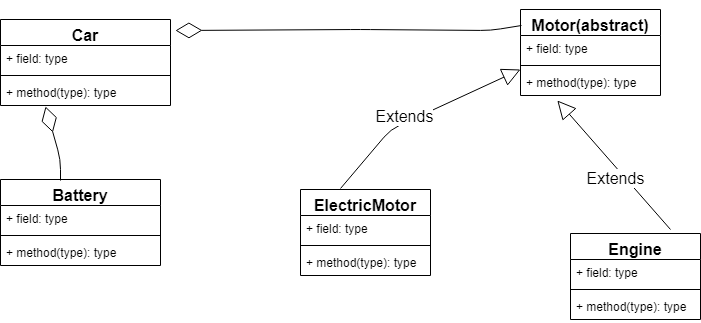 Car
+ field: type
+ method(type): type
Motor(abstract)
+ field: type
+ method(type): type
Extends
Extends
Battery
+ field: type
+ method(type): type
ElectricMotor
+ field: type
+ method(type): type
Engine
+ field: type
+ method(type): type